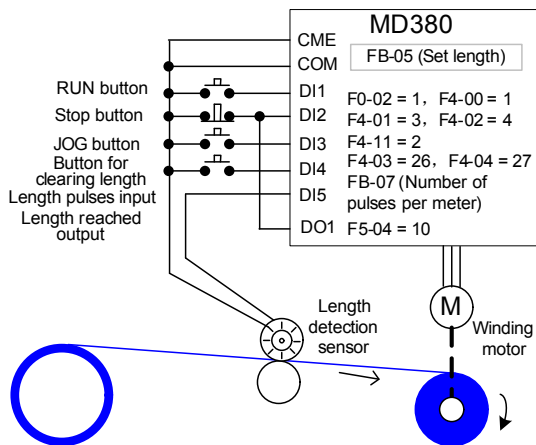 MD380
FB-05 (Set length)
CME
COM
RUN button
DI1
F0-02 = 1, F4-00 = 1
Stop button
DI2
F4-01 = 3, F4-02 = 4
JOG button
DI3
F4-11 = 2
Button for
clearing length
DI4
F4-03 = 26, F4-04 = 27
Length pulses input
DI5
FB-07 (Number of
pulses per meter)
Length reached
output
DO1
F5-04 = 10
M
Length
detection
sensor
Winding
motor